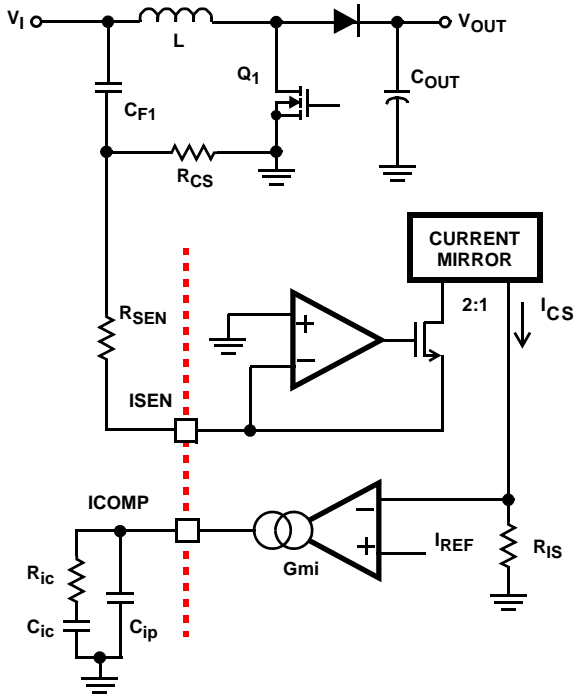 VI
L
VOUT
Q1
COUT
CF1
RCS
CURRENT
MIRROR
2:1
ICS
RSEN
+
−
ISEN
ICOMP
−
+
IREF
RIS
Gmi
Ric
Cic
Cip